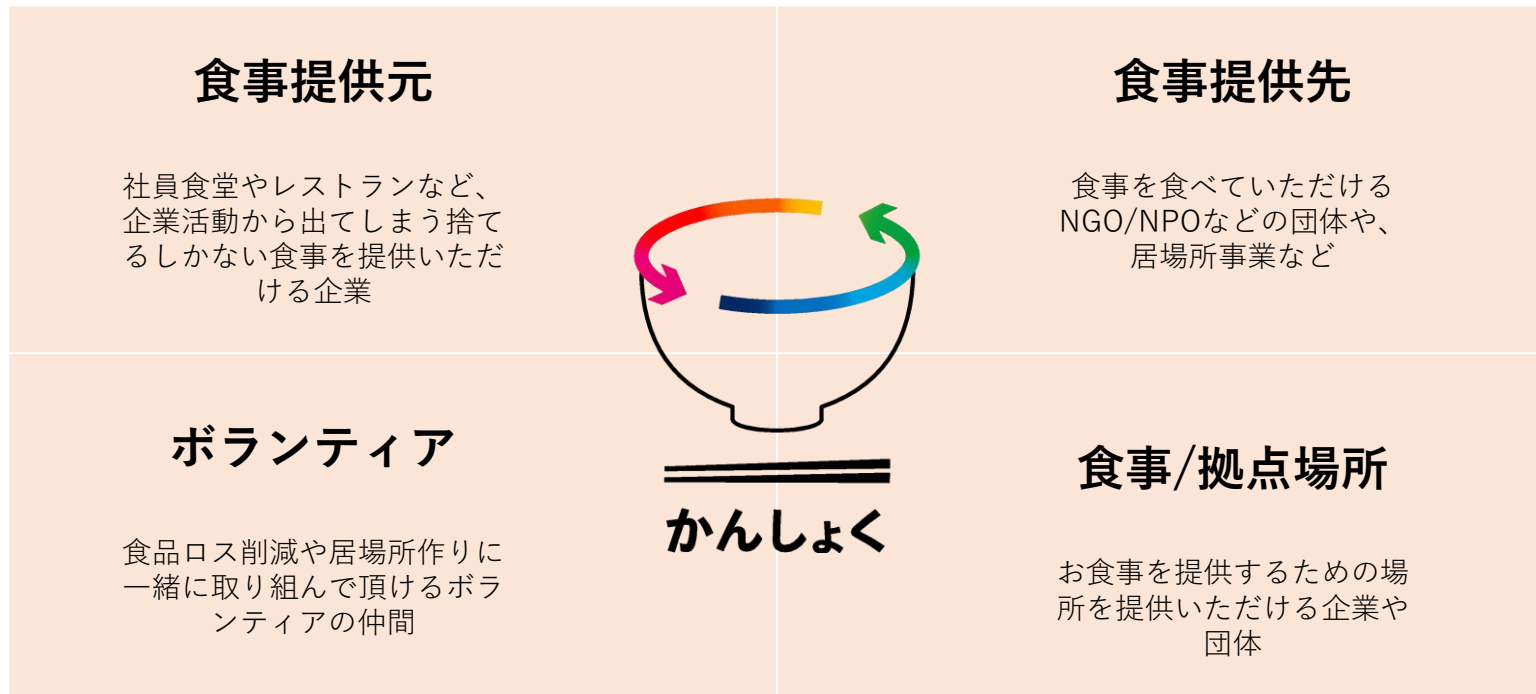 食事提供元
社員食堂やレストランなど、
企業活動から出てしまう捨て
るしかない食事を提供いただ
ける企業
食事提供先
食事を食べていただける
NGO/NPOなどの団体や、
居場所事業など
かんしょく
ボランティア
食品ロス削減や居場所作りに
一緒に取り組んで頂けるボラ
ンティアの仲間
食事/拠点場所
お食事を提供するための場
所を提供いただける企業や
団体